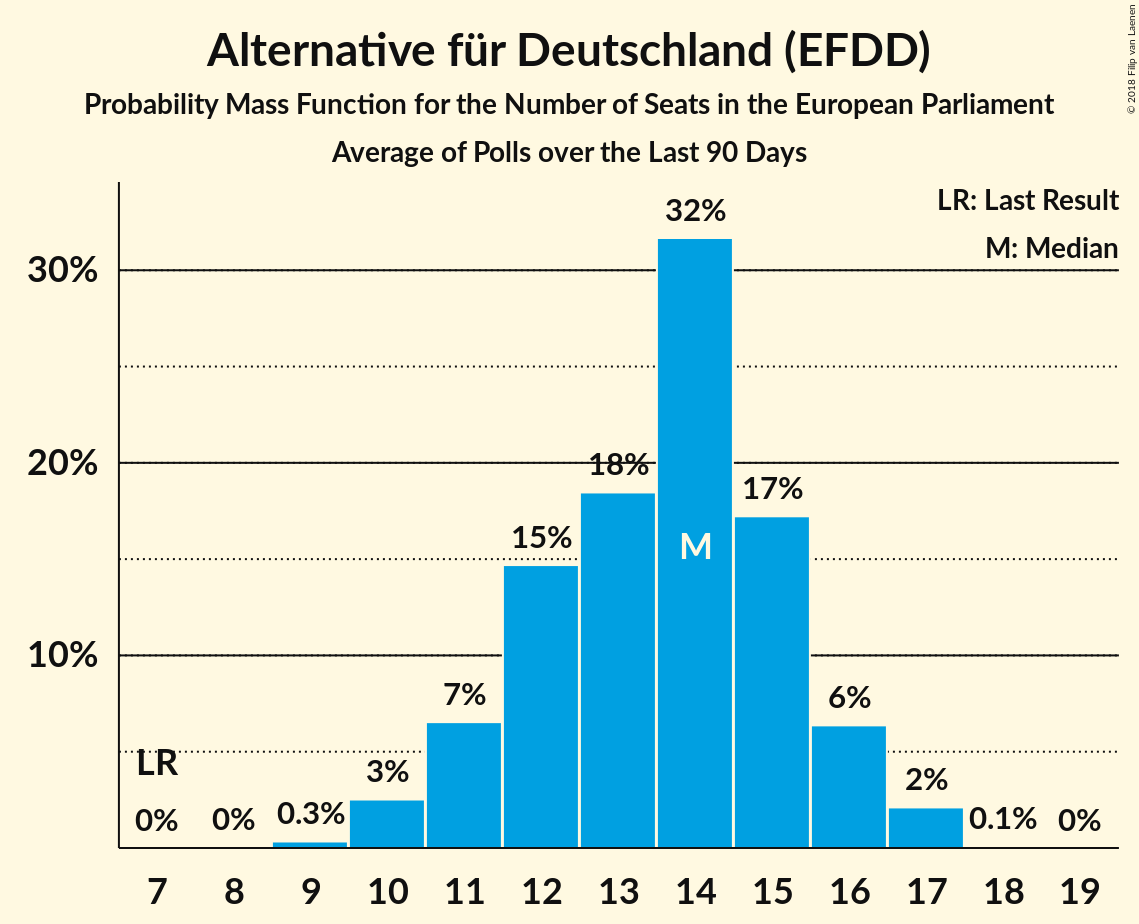 Alternative für Deutschland (EFDD)
Probability Mass Function for the Number of Seats in the European Parliament
Average of Polls over the Last 90 Days
© 2018 Filip van Laenen
LR: Last Result
M: Median
32%
30%
20%
18%
17%
15%
M
10%
7%
6%
LR
3%
2%
0% 0% 0.3% 0.1% 0%
7 8 9 10 11 12 13 14 15 16 17 18 19